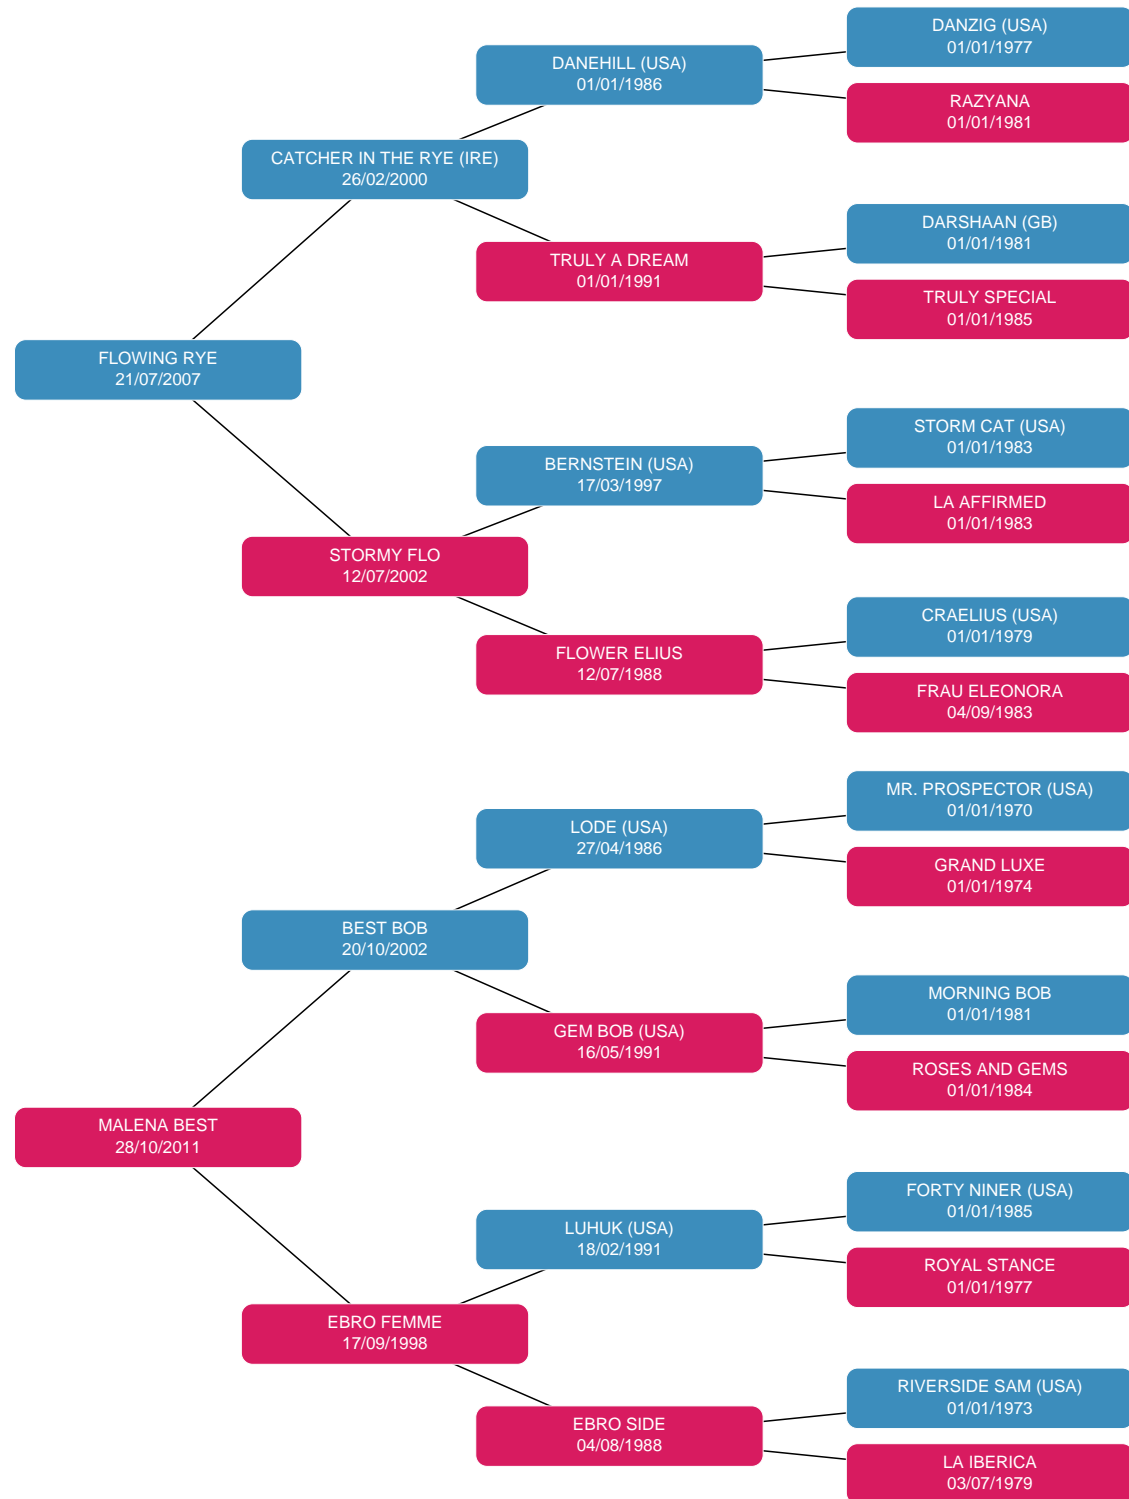 DANZIG (USA)
01/01/1977
DANEHILL (USA)
01/01/1986
RAZYANA
01/01/1981
CATCHER IN THE RYE (IRE)
26/02/2000
DARSHAAN (GB)
01/01/1981
TRULY A DREAM
01/01/1991
TRULY SPECIAL
01/01/1985
FLOWING RYE
21/07/2007
STORM CAT (USA)
01/01/1983
BERNSTEIN (USA)
17/03/1997
LA AFFIRMED
01/01/1983
STORMY FLO
12/07/2002
CRAELIUS (USA)
01/01/1979
FLOWER ELIUS
12/07/1988
FRAU ELEONORA
04/09/1983
MR. PROSPECTOR (USA)
01/01/1970
LODE (USA)
27/04/1986
GRAND LUXE
01/01/1974
BEST BOB
20/10/2002
MORNING BOB
01/01/1981
GEM BOB (USA)
16/05/1991
ROSES AND GEMS
01/01/1984
MALENA BEST
28/10/2011
FORTY NINER (USA)
01/01/1985
LUHUK (USA)
18/02/1991
ROYAL STANCE
01/01/1977
EBRO FEMME
17/09/1998
RIVERSIDE SAM (USA)
01/01/1973
EBRO SIDE
04/08/1988
LA IBERICA
03/07/1979